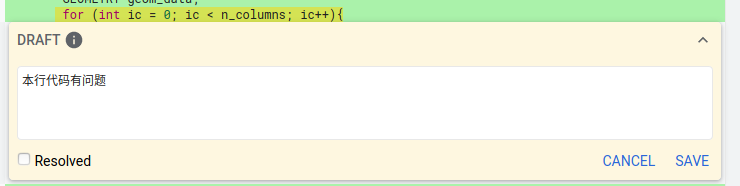 GEOMETRY geom_data;
for (int ic = 0; ic < n_columns; ic++){
DRAFT
本行代码有问题
Resolved
CANCEL SAVE